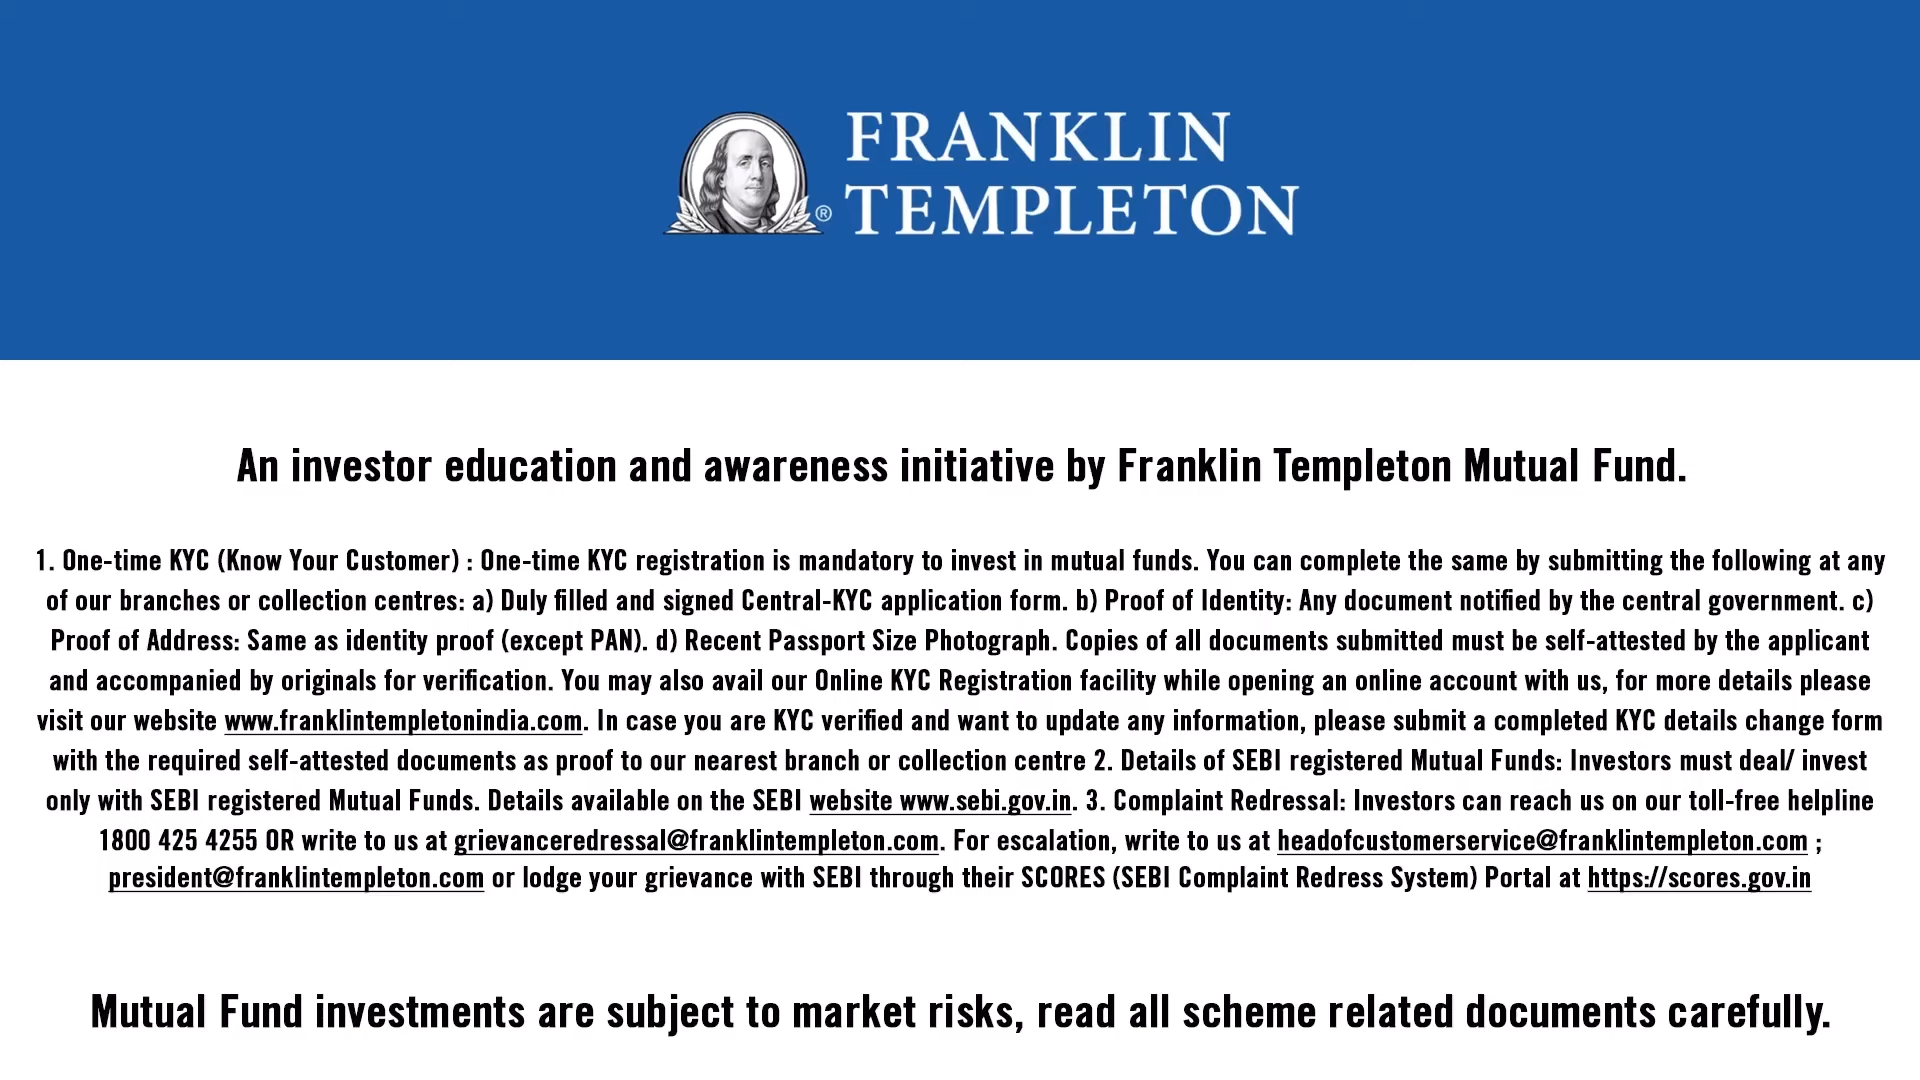 FRANKLIN
TEMPLETON
®
An investor education and awareness initiative by Franklin Templeton Mutual Fund.
1. One-time KYC (Know Your Customer) : One-time KYC registration is mandatory to invest in mutual funds. You can complete the same by submitting the following at any
of our branches or collection centres: a) Duly filled and signed Central-KYC application form. b) Proof of Identity: Any document notified by the central government. c)
Proof of Address: Same as identity proof (except PAN). d) Recent Passport Size Photograph. Copies of all documents submitted must be self-attested by the applicant
and accompanied by originals for verification. You may also avail our Online KYC Registration facility while opening an online account with us, for more details please
visit our website www.franklintempletonindia.com. In case you are KYC verified and want to update any information, please submit a completed KYC details change form
with the required self-attested documents as proof to our nearest branch or collection centre 2. Details of SEBI registered Mutual Funds: Investors must deal/ invest
only with SEBI registered Mutual Funds. Details available on the SEBI website www.sebi.gov.in. 3. Complaint Redressal: Investors can reach us on our toll-free helpline
1800 425 4255 OR write to us at grievanceredressal@franklintempleton.com. For escalation, write to us at headofcustomerservice@franklintempleton.com ;
president@franklintempleton.com or lodge your grievance with SEBI through their SCORES (SEBI Complaint Redress System) Portal at https://scores.gov.in
Mutual Fund investments are subject to market risks, read all scheme related documents carefully.